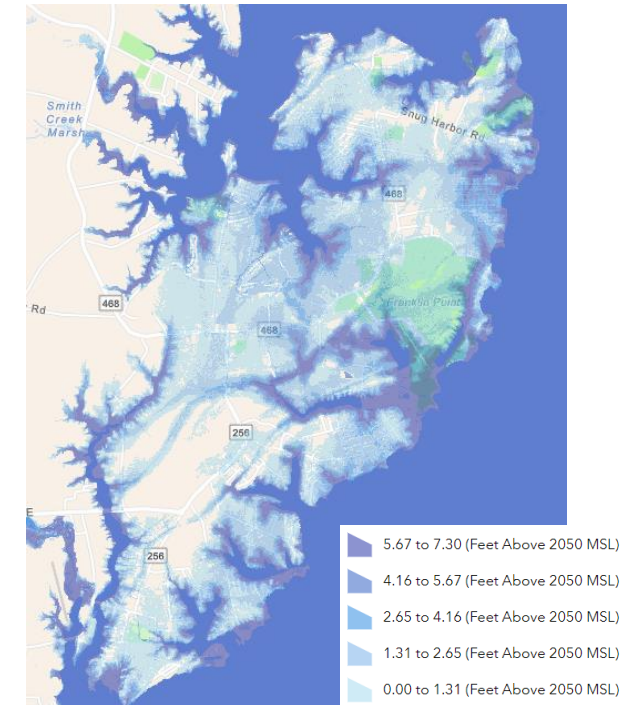 Smith
Creek
Marsh
Snug Harbor Rd
468
468
Rd
468
Franklin Point
256
E
256
5.67 to 7.30 (Feet Above 2050 MSL)
4.16 to 5.67 (Feet Above 2050 MSL)
2.65 to 4.16 (Feet Above 2050 MSL)
1.31 to 2.65 (Feet Above 2050 MSL)
0.00 to 1.31 (Feet Above 2050 MSL)